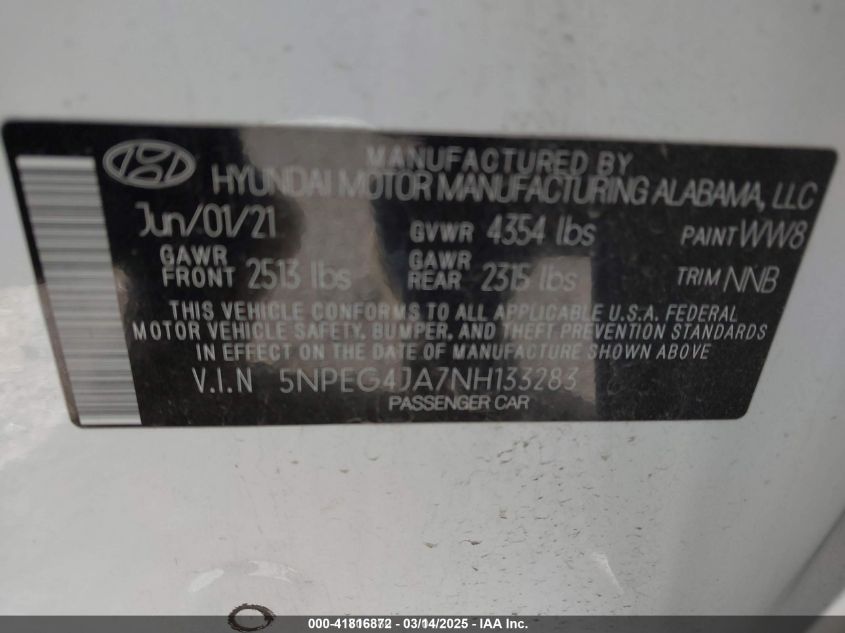 MANUFACTURED BY
HYUNDAI MOTOR MANUFACTURING ALABAMA, LLC
Jun/01/21 GVWR 4354 lbs PAINT WW8
GAWR FRONT 2513 lbs GAWR REAR 2315 lbs TRIM NNB
THIS VEHICLE CONFORMS TO ALL APPLICABLE U.S.A. FEDERAL
MOTOR VEHICLE SAFETY, BUMPER, AND THEFT PREVENTION STANDARDS
IN EFFECT ON THE DATE OF MANUFACTURE SHOWN ABOVE
V.I.N 5NPEG4JA7NH133283
PASSENGER CAR
000-41816872 - 03/14/2025 - IAA Inc.